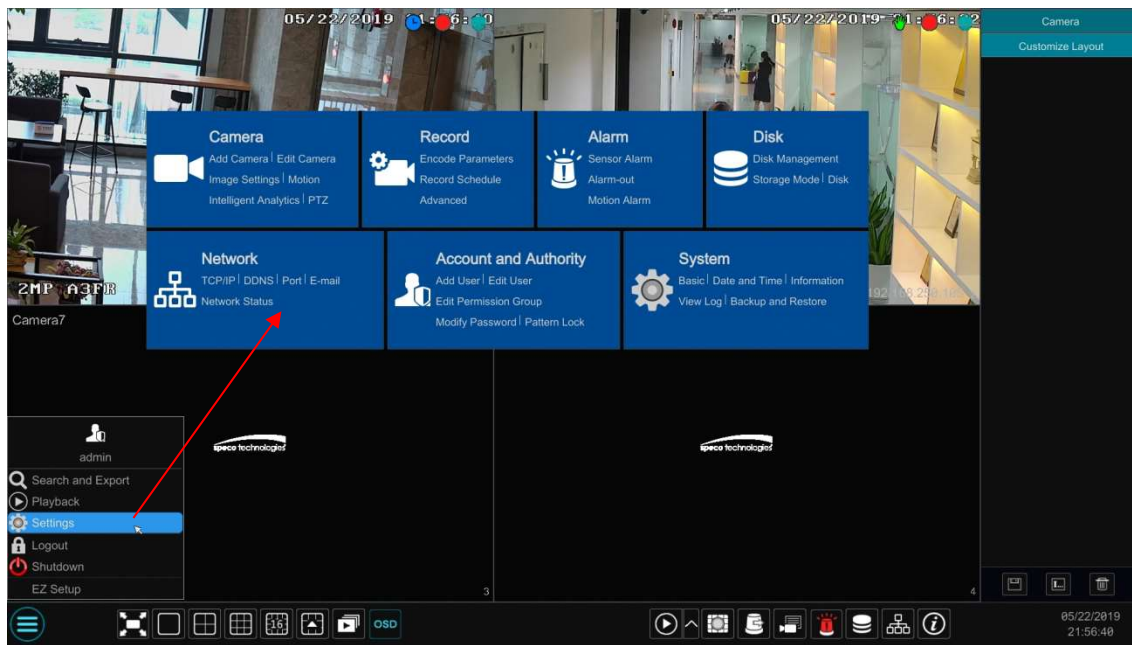 05/22/2019
05/22/2019
Camera
Customize Layout
Camera
Add Camera | Edit Camera
Image Settings | Motion
Intelligent Analytics | PTZ
Record
Encode Parameters
Record Schedule
Advanced
Alarm
Sensor Alarm
Alarm-out
Motion Alarm
Disk
Disk Management
Storage Mode | Disk
Network
TCP/IP | DDNS | Port | E-mail
Network Status
Account and Authority
Add User | Edit User
Edit Permission Group
Modify Password | Pattern Lock
System
Basic | Date and Time | Information
View Log | Backup and Restore
2MP A3FR
Camera7
admin
Search and Export
Playback
Settings
Logout
Shutdown
EZ Setup
speco technologies
speco technologies
3
4
16
OSD
05/22/2019
21:56:40